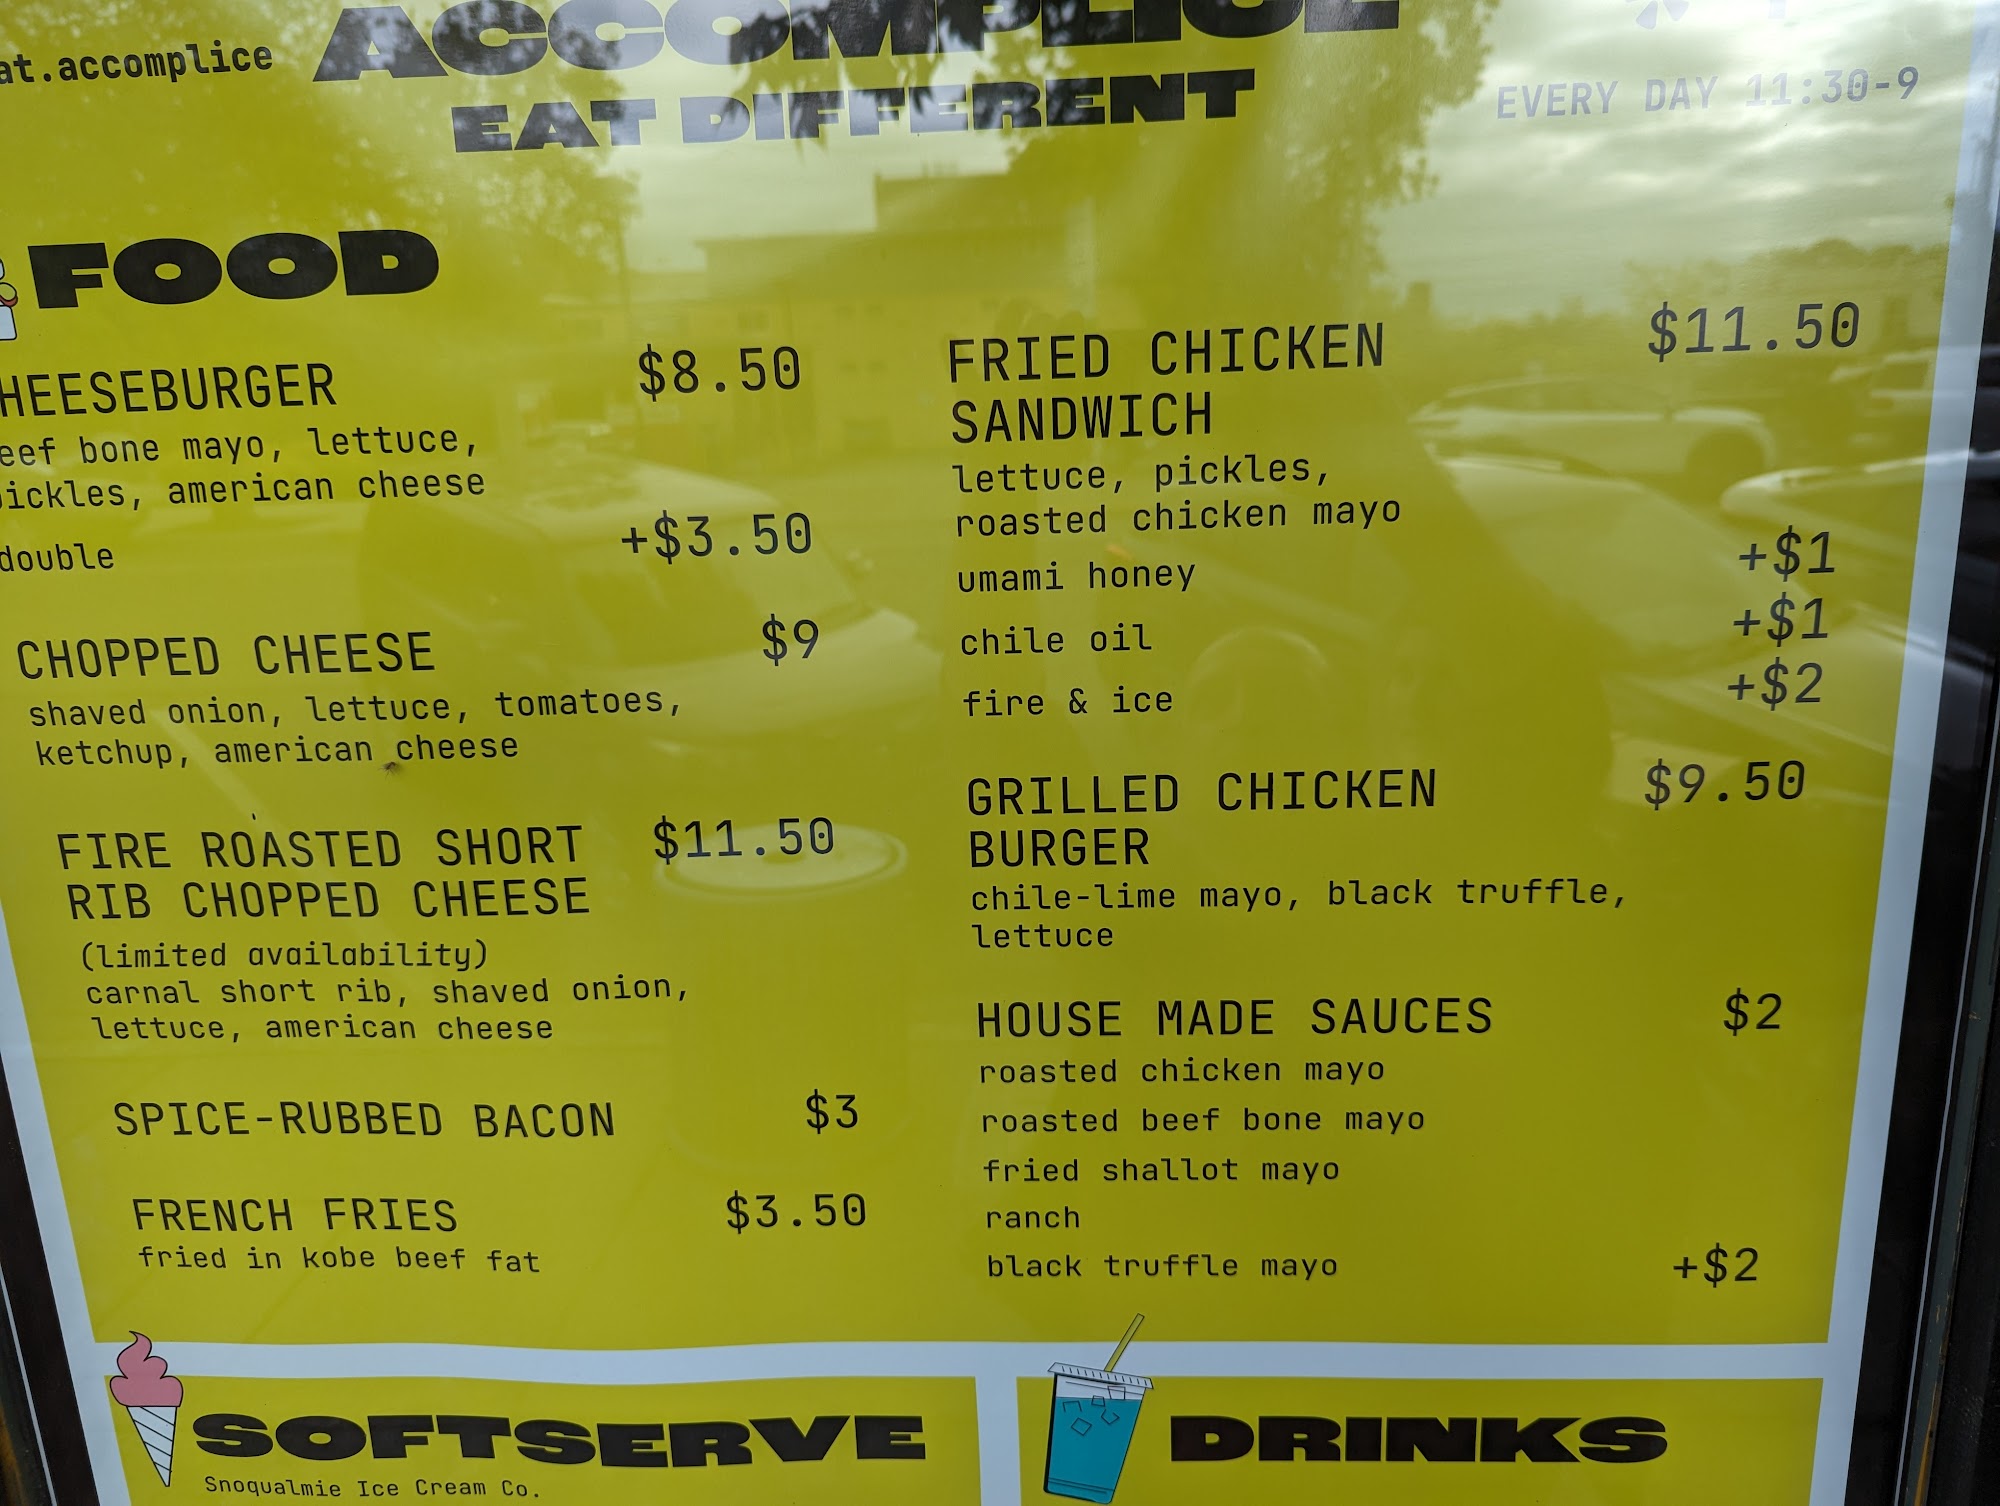 at.accomplice
ACCOMPLICE
EAT DIFFERENT
EVERY DAY 11:30-9
FOOD
HEESEBURGER $8.50
eef bone mayo, lettuce,
ickles, american cheese
double +$3.50
CHOPPED CHEESE $9
shaved onion, lettuce, tomatoes,
ketchup, american cheese
FIRE ROASTED SHORT $11.50
RIB CHOPPED CHEESE
(limited availability)
carnal short rib, shaved onion,
lettuce, american cheese
SPICE-RUBBED BACON $3
FRENCH FRIES $3.50
fried in kobe beef fat
FRIED CHICKEN $11.50
SANDWICH
lettuce, pickles,
roasted chicken mayo
umami honey +$1
chile oil +$1
fire & ice +$2
GRILLED CHICKEN $9.50
BURGER
chile-lime mayo, black truffle,
lettuce
HOUSE MADE SAUCES $2
roasted chicken mayo
roasted beef bone mayo
fried shallot mayo
ranch
black truffle mayo +$2
SOFTSERVE
Snoqualmie Ice Cream Co.
DRINKS